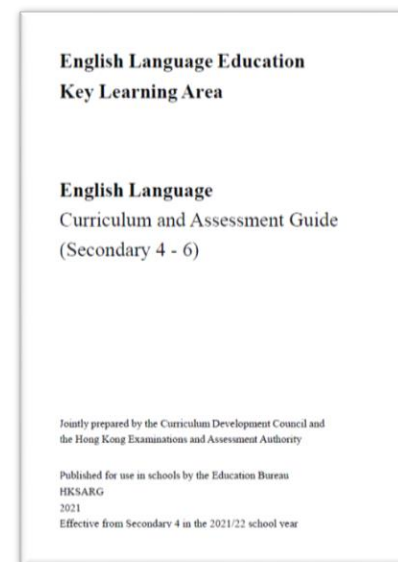 English Language Education
Key Learning Area
English Language
Curriculum and Assessment Guide
(Secondary 4 - 6)
Jointly prepared by the Curriculum Development Council and
the Hong Kong Examinations and Assessment Authority
Published for use in schools by the Education Bureau
HKSARG
2021
Effective from Secondary 4 in the 2021/22 school year